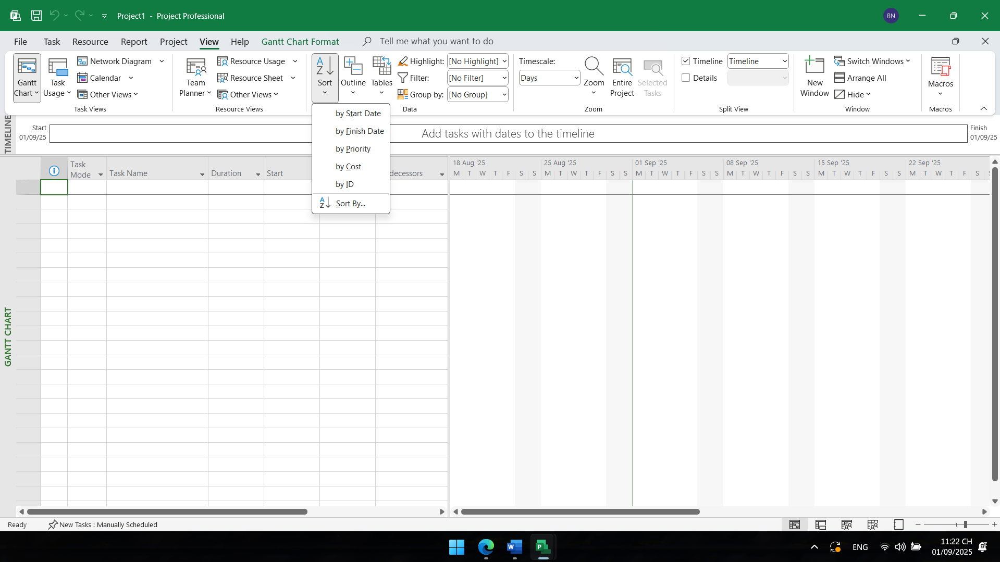 Project1 - Project Professional
BN
File Task Resource Report Project View Help Gantt Chart Format Tell me what you want to do
Gantt Chart
Task Usage
Network Diagram
Calendar
Other Views
Task Views
Team Planner
Resource Usage
Resource Sheet
Other Views
Resource Views
Sort
Outline
Tables
Highlight: [No Highlight]
Filter: [No Filter]
Group by: [No Group]
Data
Timescale:
Days
Zoom
Entire Project
Selected Tasks
Zoom
Timeline Timeline
Details
Split View
New Window
Switch Windows
Arrange All
Hide
Window
Macros
Macros
by Start Date
by Finish Date
by Priority
by Cost
by ID
Sort By...
TIMELINE
Start
01/09/25
Add tasks with dates to the timeline
Finish
01/09/25
Task Mode
Task Name
Duration
Start
decessors
18 Aug '25 25 Aug '25 01 Sep '25 08 Sep '25 15 Sep '25 22 Sep '25
M T W T F S S M T W T F S S M T W T F S S M T W T F S S M T W T F S S M T W T F S
GANTT CHART
Ready
New Tasks : Manually Scheduled
ENG
11:22 CH
01/09/2025